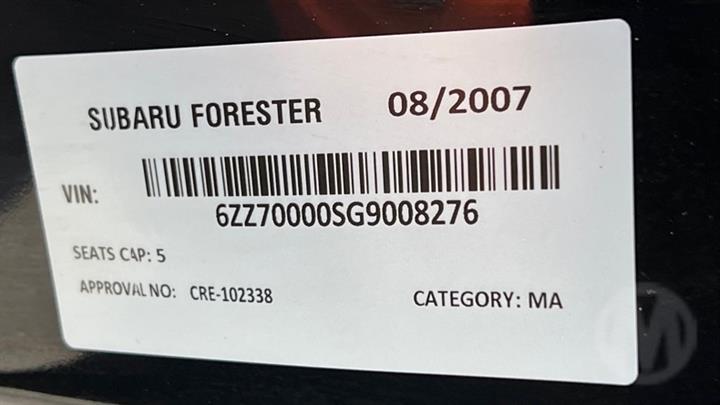 SUBARU FORESTER 08/2007
VIN:
6ZZ70000SG9008276
SEATS CAP: 5
APPROVAL NO: CRE-102338 CATEGORY: MA
M